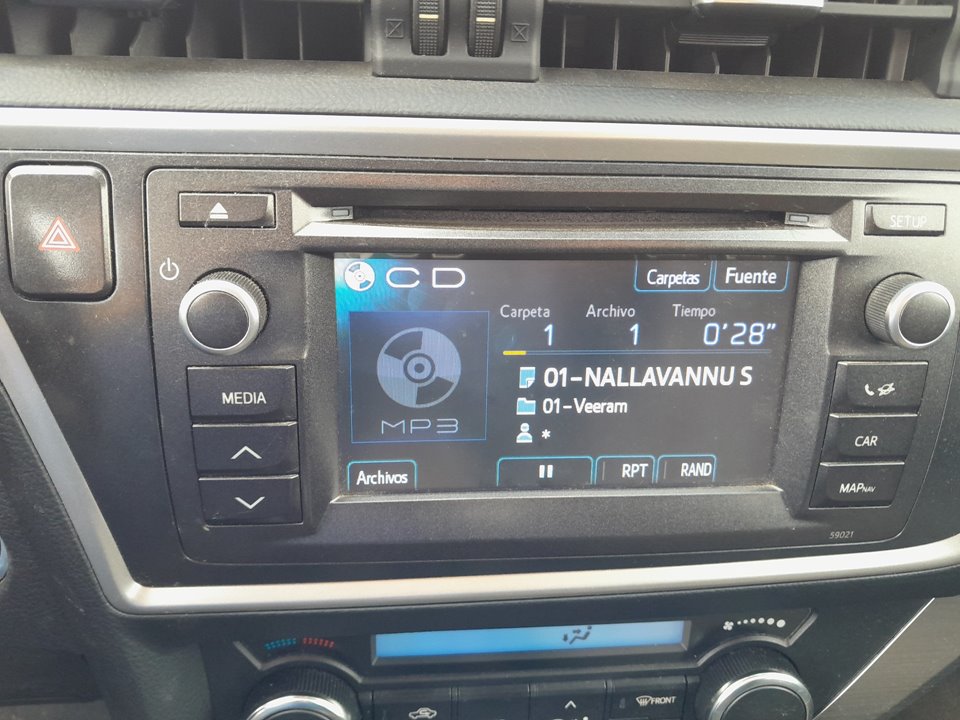 SETUP
CD
Carpetas
Fuente
Carpeta
Archivo
Tiempo
1
1
0'28"
01-NALLAVANNU S
01-Veeram
*
MP3
Archivos
RPT
RAND
MEDIA
CAR
MAPNAV
59021
FRONT